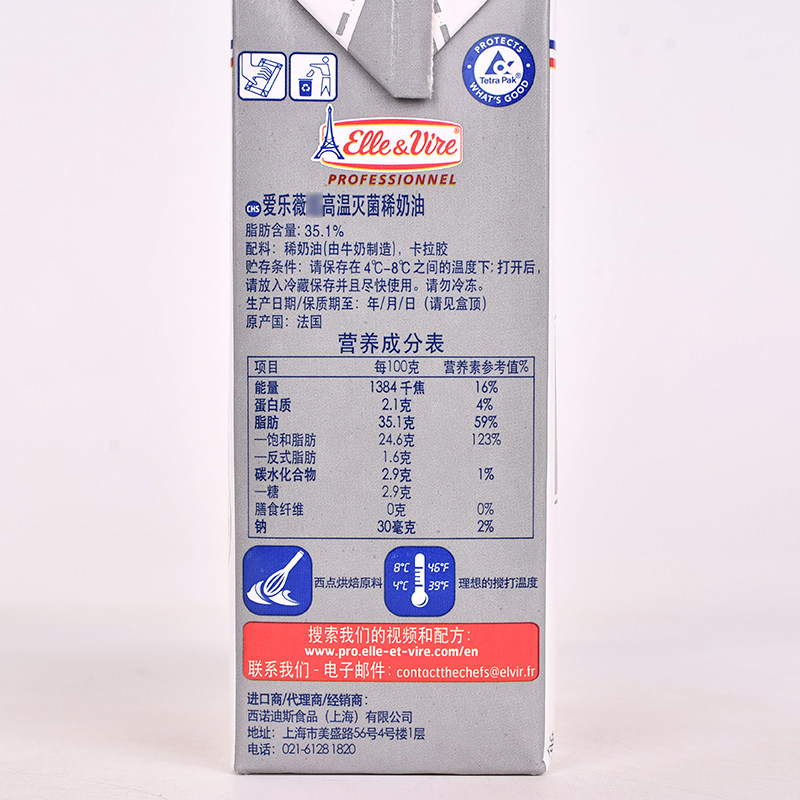 PROTECTS
Tetra Pak®
WHAT'S GOOD
Elle&Vire®
PROFESSIONNEL
CHS 爱乐薇 高温灭菌稀奶油
脂肪含量: 35.1%
配料: 稀奶油(由牛奶制造), 卡拉胶
贮存条件: 请保存在4℃-8℃之间的温度下; 打开后,
请放入冷藏保存并且尽快使用。请勿冷冻。
生产日期/保质期至: 年/月/日 (请见盒顶)
原产国: 法国
营养成分表
项目 每100克 营养素参考值%
能量 1384 千焦 16%
蛋白质 2.1克 4%
脂肪 35.1克 59%
—饱和脂肪 24.6克 123%
—反式脂肪 1.6克
碳水化合物 2.9克 1%
—糖 2.9克
膳食纤维 0克 0%
钠 30毫克 2%
西点烘焙原料
8°C 46°F
4°C 39°F
理想的搅打温度
搜索我们的视频和配方:
www.pro.elle-et-vire.com/en
联系我们 - 电子邮件: contactthechefs@elvir.fr
进口商/代理商/经销商:
西诺迪斯食品 (上海) 有限公司
地址: 上海市美盛路56号4号楼1层
电话: 021-6128 1820